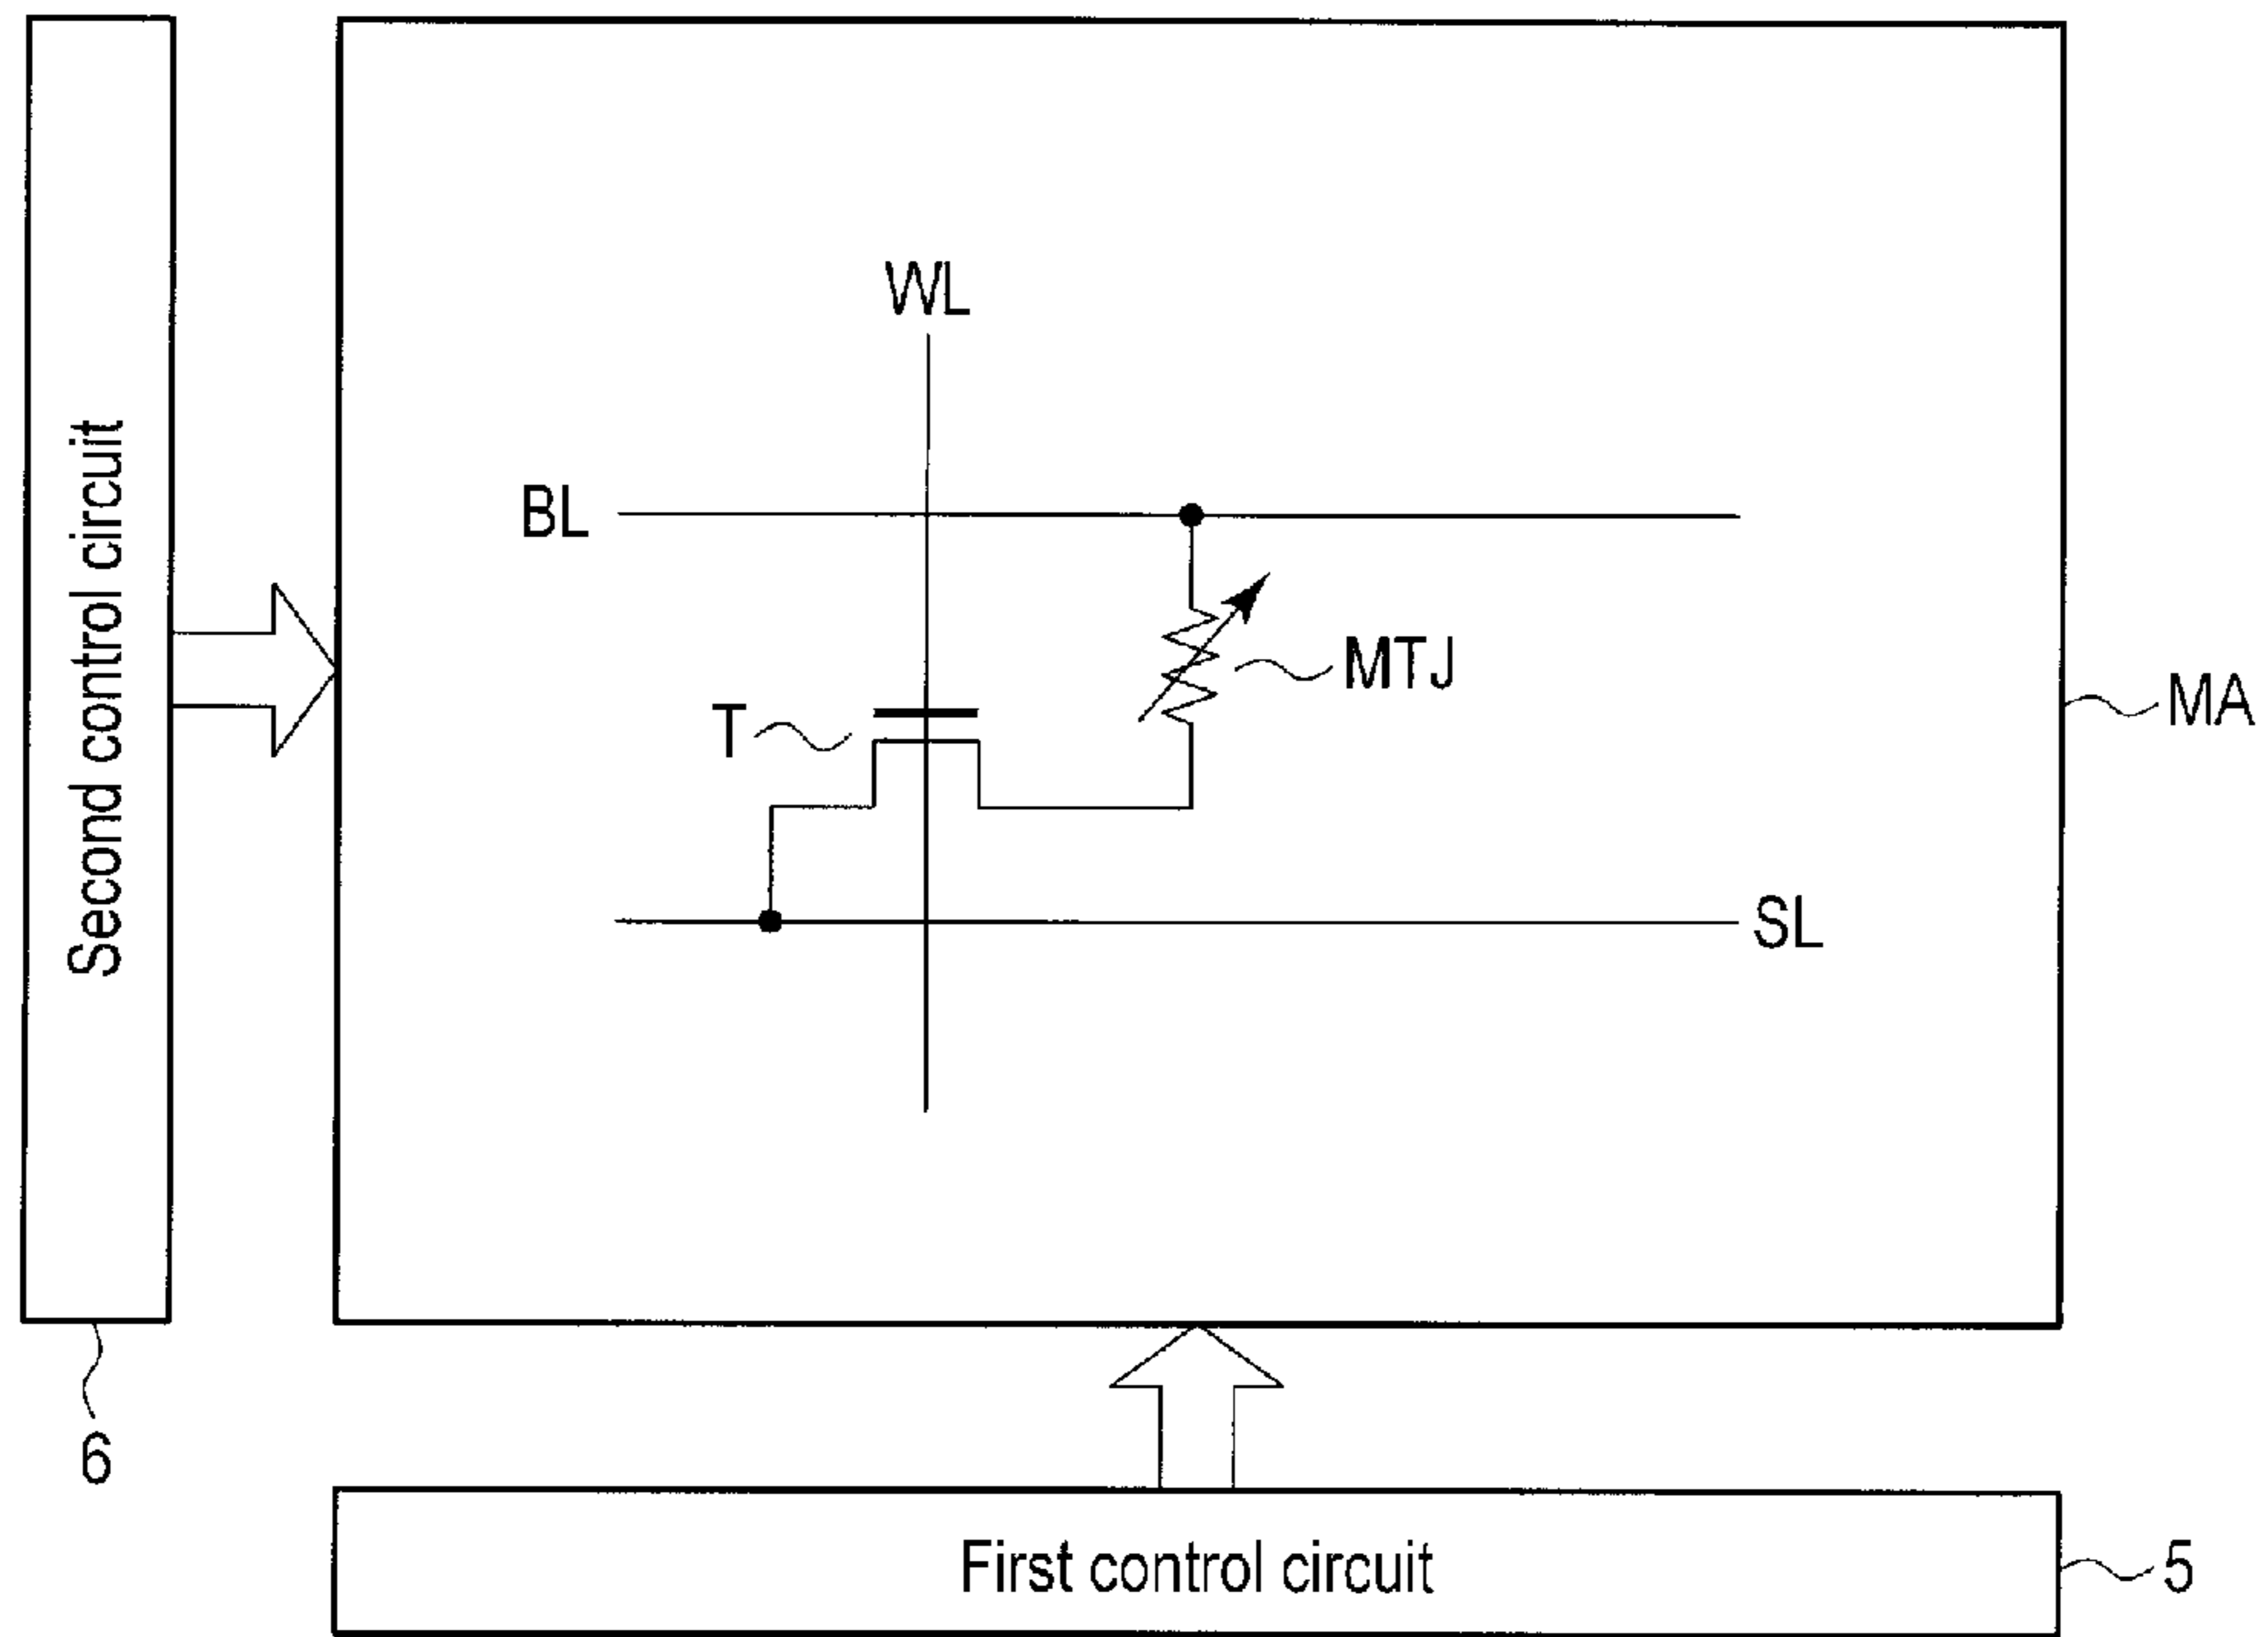 WL
BL
MTJ
T
MA
SL
Second control circuit
6
First control circuit
5